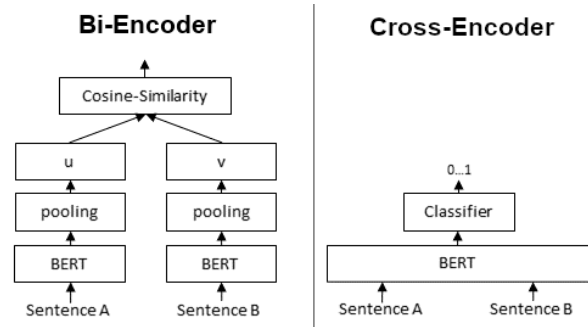 Bi-Encoder
Cosine-Similarity
u v
pooling pooling
BERT BERT
Sentence A Sentence B
Cross-Encoder
0...1
Classifier
BERT
Sentence A Sentence B